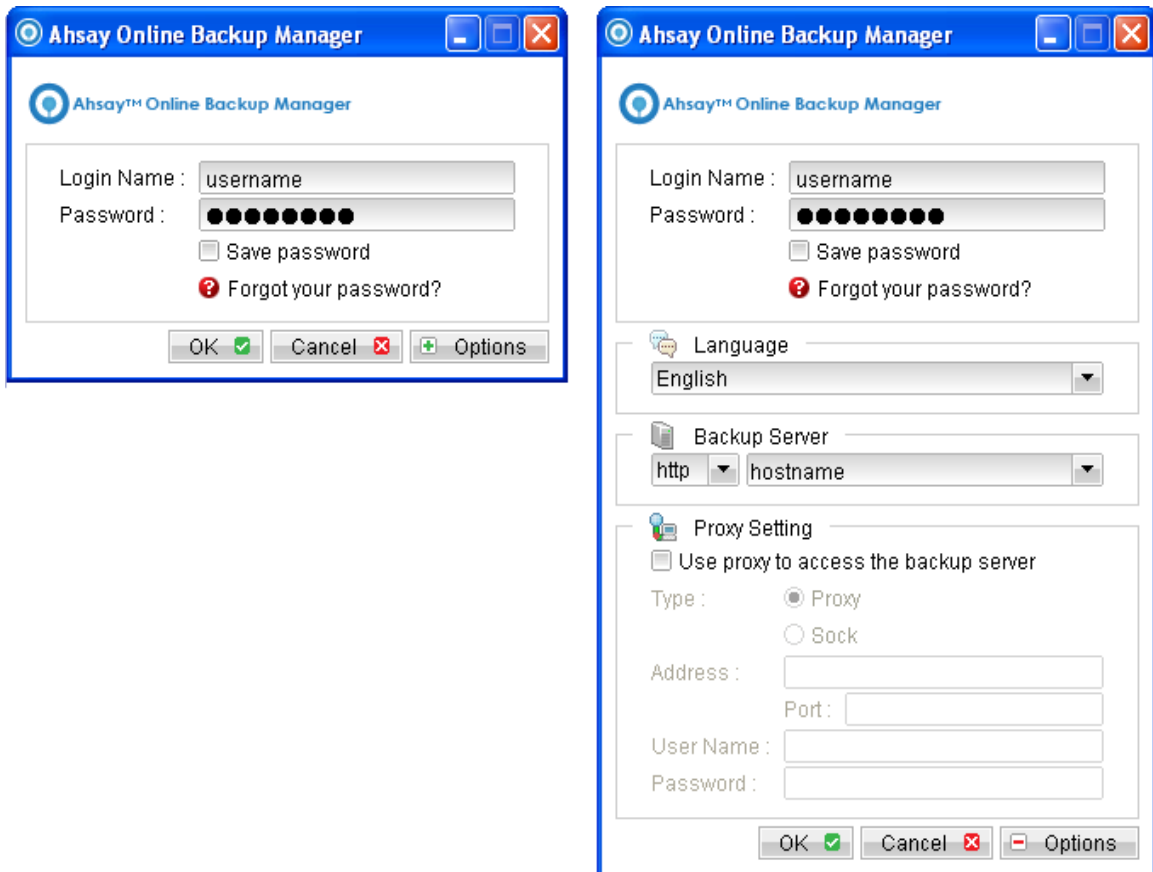 Ahsay Online Backup Manager
Ahsay™ Online Backup Manager
Login Name : username
Password : ●●●●●●●●
Save password
Forgot your password?
OK Cancel Options
Ahsay Online Backup Manager
Ahsay™ Online Backup Manager
Login Name : username
Password : ●●●●●●●●
Save password
Forgot your password?
Language
English
Backup Server
http hostname
Proxy Setting
Use proxy to access the backup server
Type : Proxy
Sock
Address :
Port :
User Name :
Password :
OK Cancel Options